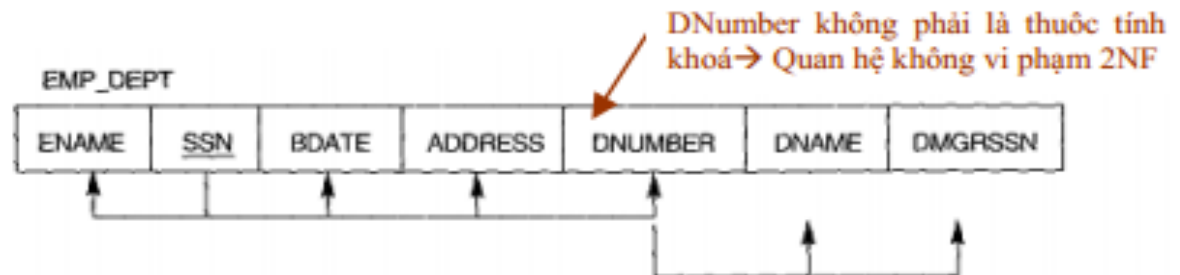 DNumber không phải là thuôc tính
khoá→ Quan hệ không vi phạm 2NF
EMP_DEPT
ENAME SSN BDATE ADDRESS DNUMBER DNAME DMGRSSN